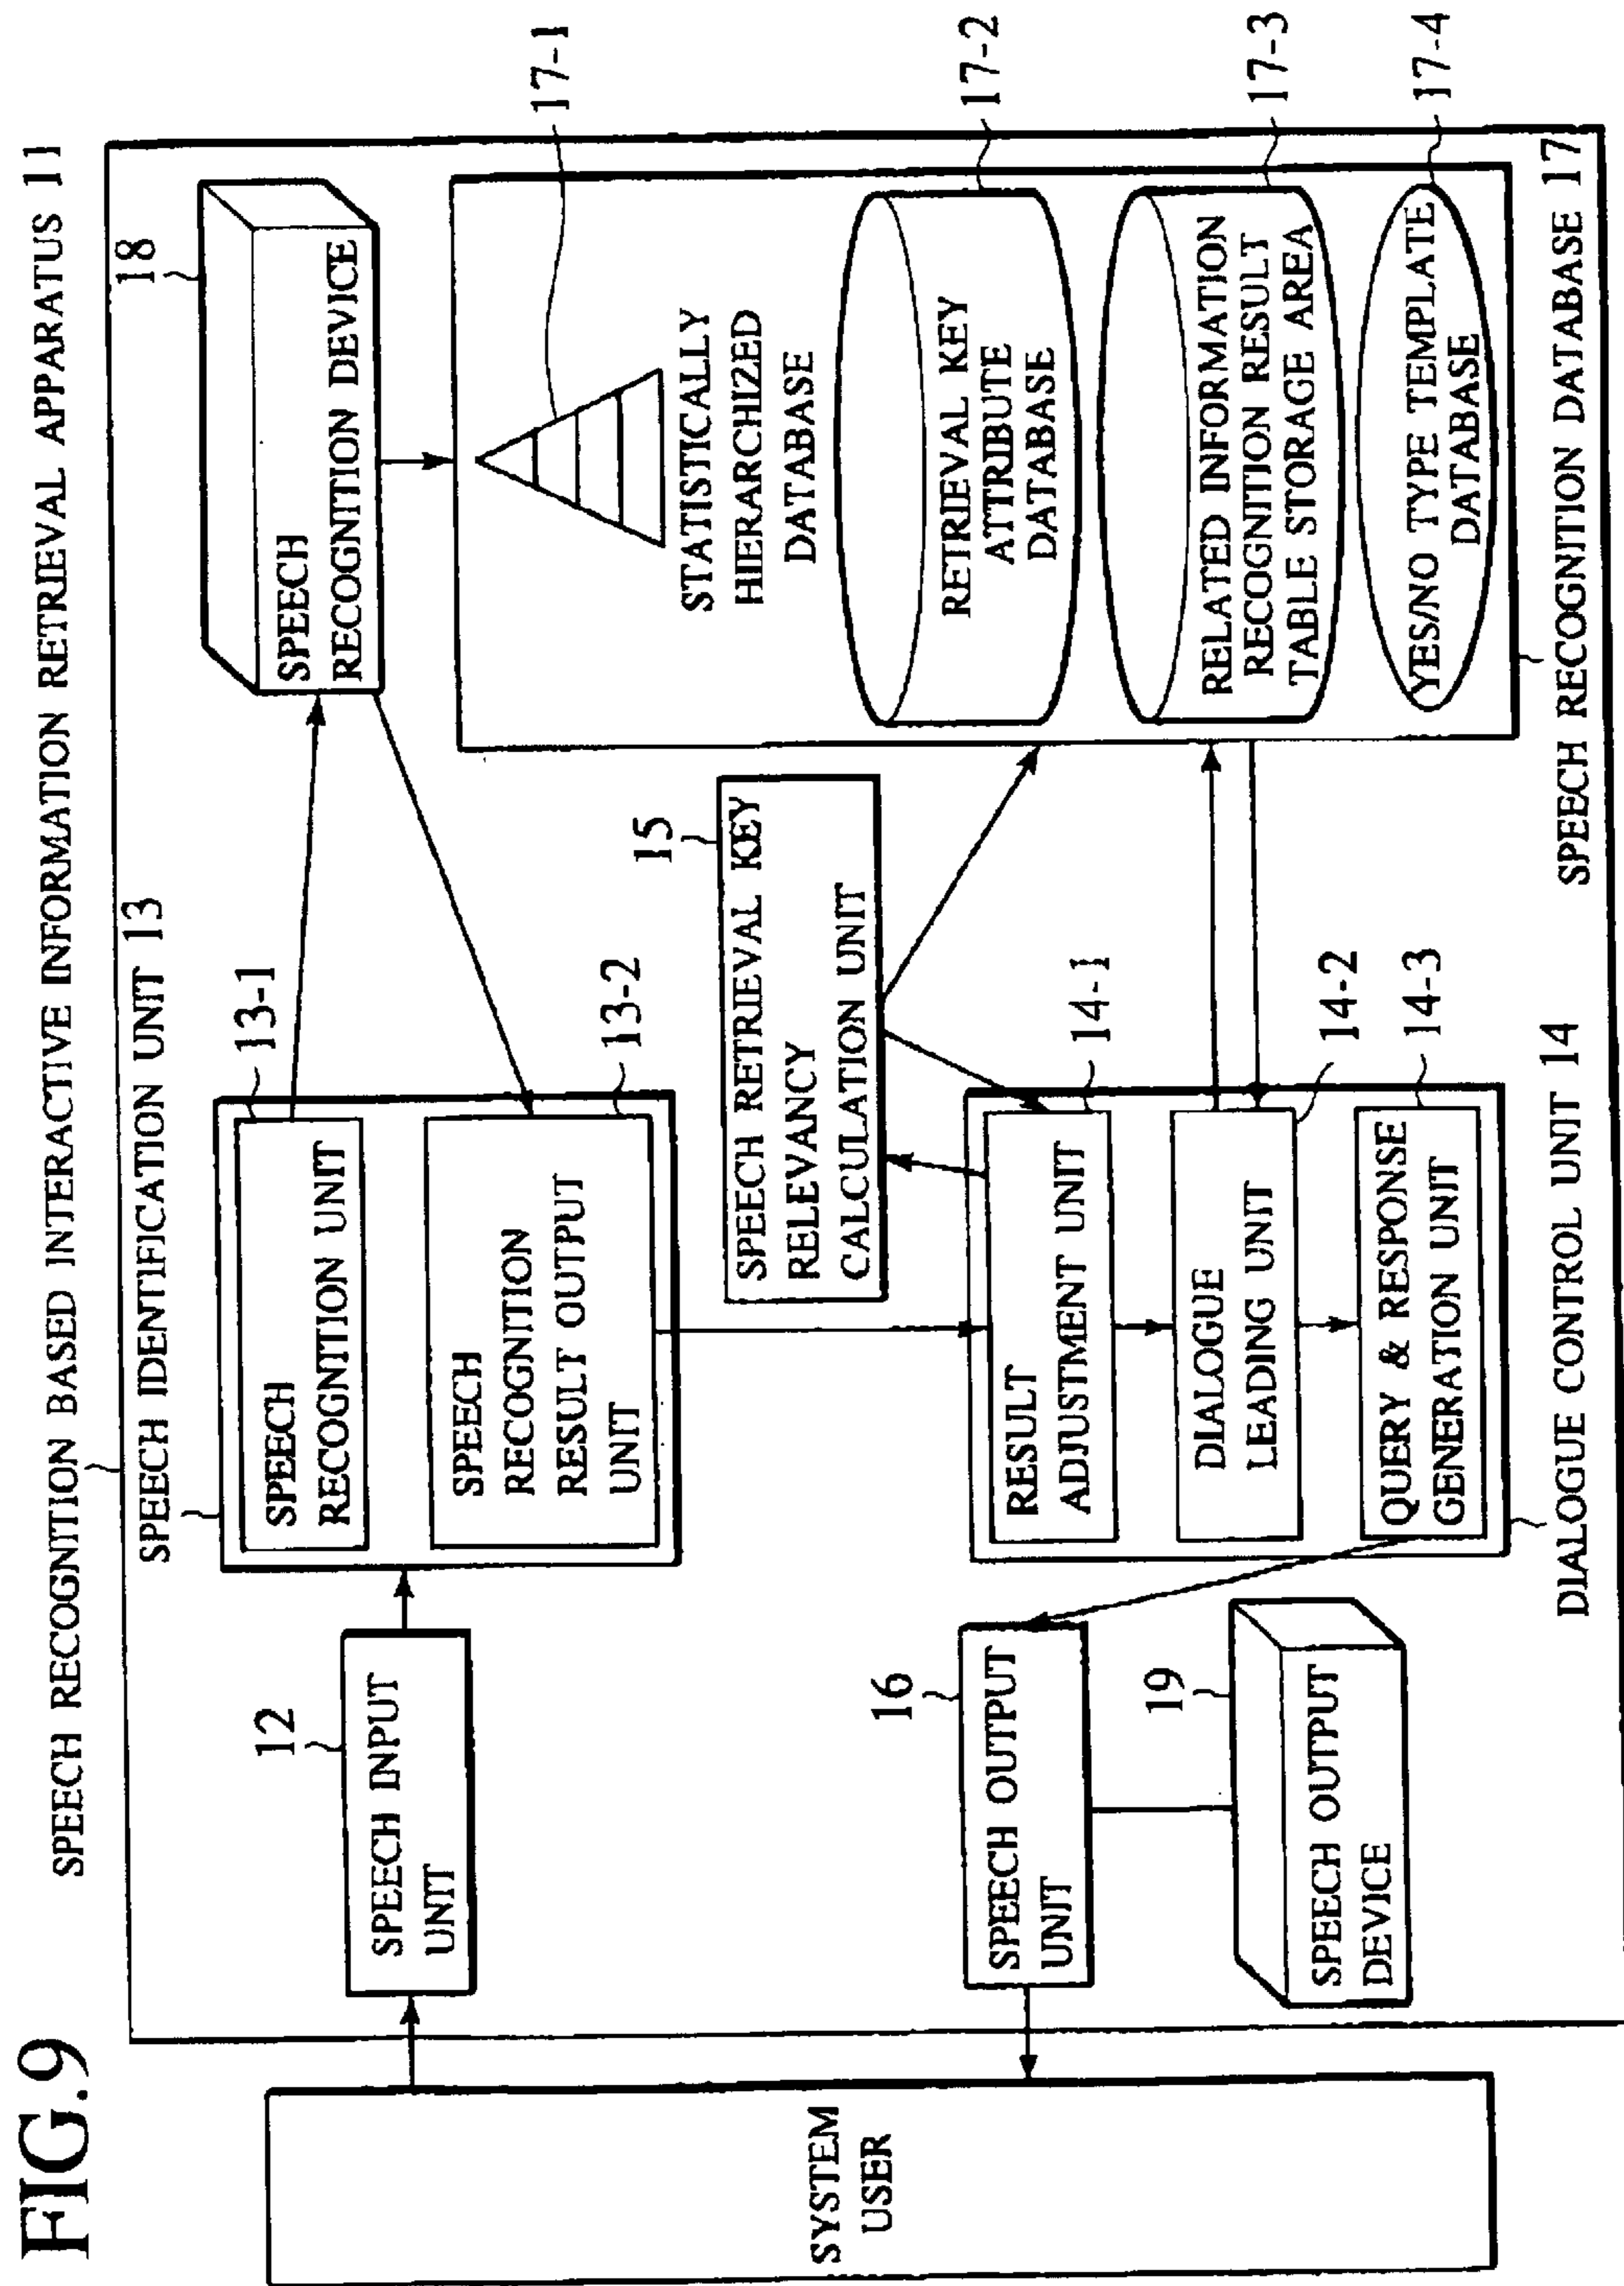 FIG.9
SPEECH RECOGNITION BASED INTERACTIVE INFORMATION RETRIEVAL APPARATUS 11
SYSTEM
USER
12
SPEECH INPUT
UNIT
SPEECH IDENTIFICATION UNIT 13
13-1
SPEECH
RECOGNITION UNIT
13-2
SPEECH
RECOGNITION
RESULT OUTPUT
UNIT
18
SPEECH
RECOGNITION DEVICE
15
SPEECH RETRIEVAL KEY
RELEVANCY
CALCULATION UNIT
17-1
STATISTICALLY
HIERARCHIZED
DATABASE
17-2
RETRIEVAL KEY
ATTRIBUTE
DATABASE
17-3
RELATED INFORMATION
RECOGNITION RESULT
TABLE STORAGE AREA
17-4
YES/NO TYPE TEMPLATE
DATABASE
SPEECH RECOGNITION DATABASE 17
14-1
RESULT
ADJUSTMENT UNIT
14-2
DIALOGUE
LEADING UNIT
14-3
QUERY & RESPONSE
GENERATION UNIT
DIALOGUE CONTROL UNIT 14
16
SPEECH OUTPUT
UNIT
19
SPEECH OUTPUT
DEVICE